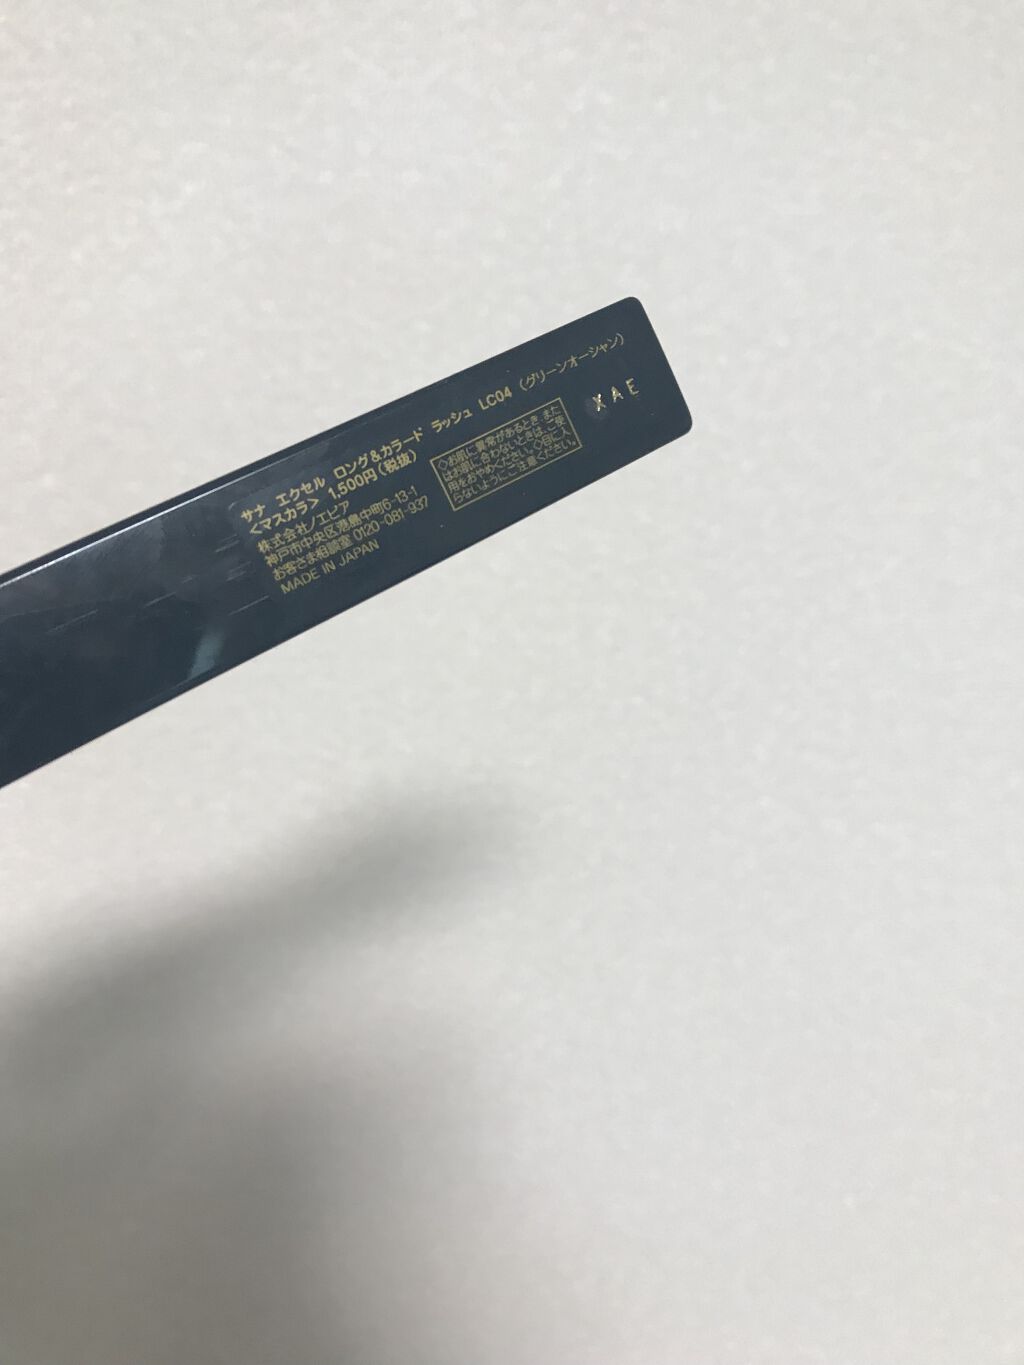 サナ エクセル ロング&カラード ラッシュ LC04 (グリーンオーシャン)
<マスカラ> 1,500円(税抜)
株式会社ノエビア
神戸市中央区港島中町6-13-1
お客さま相談室 0120-081-937
MADE IN JAPAN
◇お肌に異常があるとき、また
はお肌に合わないときは、ご使
用をおやめください。◇目に入
らないようにご注意ください。
XAE